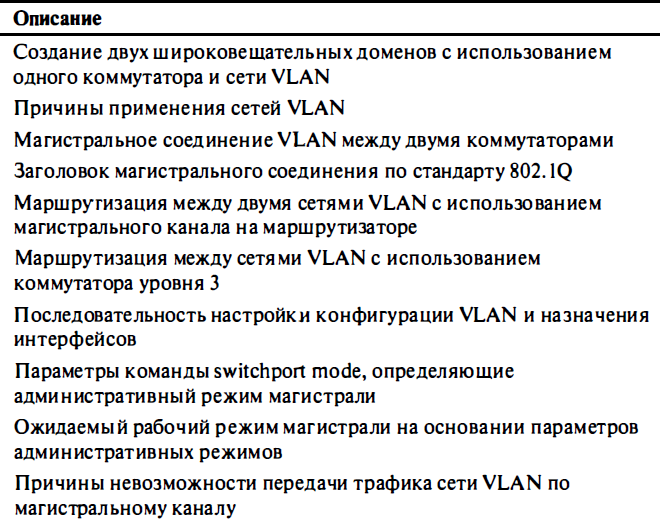 Описание
Создание двух широковещательных доменов с использованием
одного коммутатора и сети VLAN
Причины применения сетей VLAN
Магистральное соединение VLAN между двумя коммутаторами
Заголовок магистрального соединения по стандарту 802.1Q
Маршрутизация между двумя сетями VLAN с использованием
магистрального канала на маршрутизаторе
Маршрутизация между сетями VLAN с использованием
коммутатора уровня 3
Последовательность настройки конфигурации VLAN и назначения
интерфейсов
Параметры команды switchport mode, определяющие
административный режим магистрали
Ожидаемый рабочий режим магистрали на основании параметров
административных режимов
Причины невозможности передачи трафика сети VLAN по
магистральному каналу